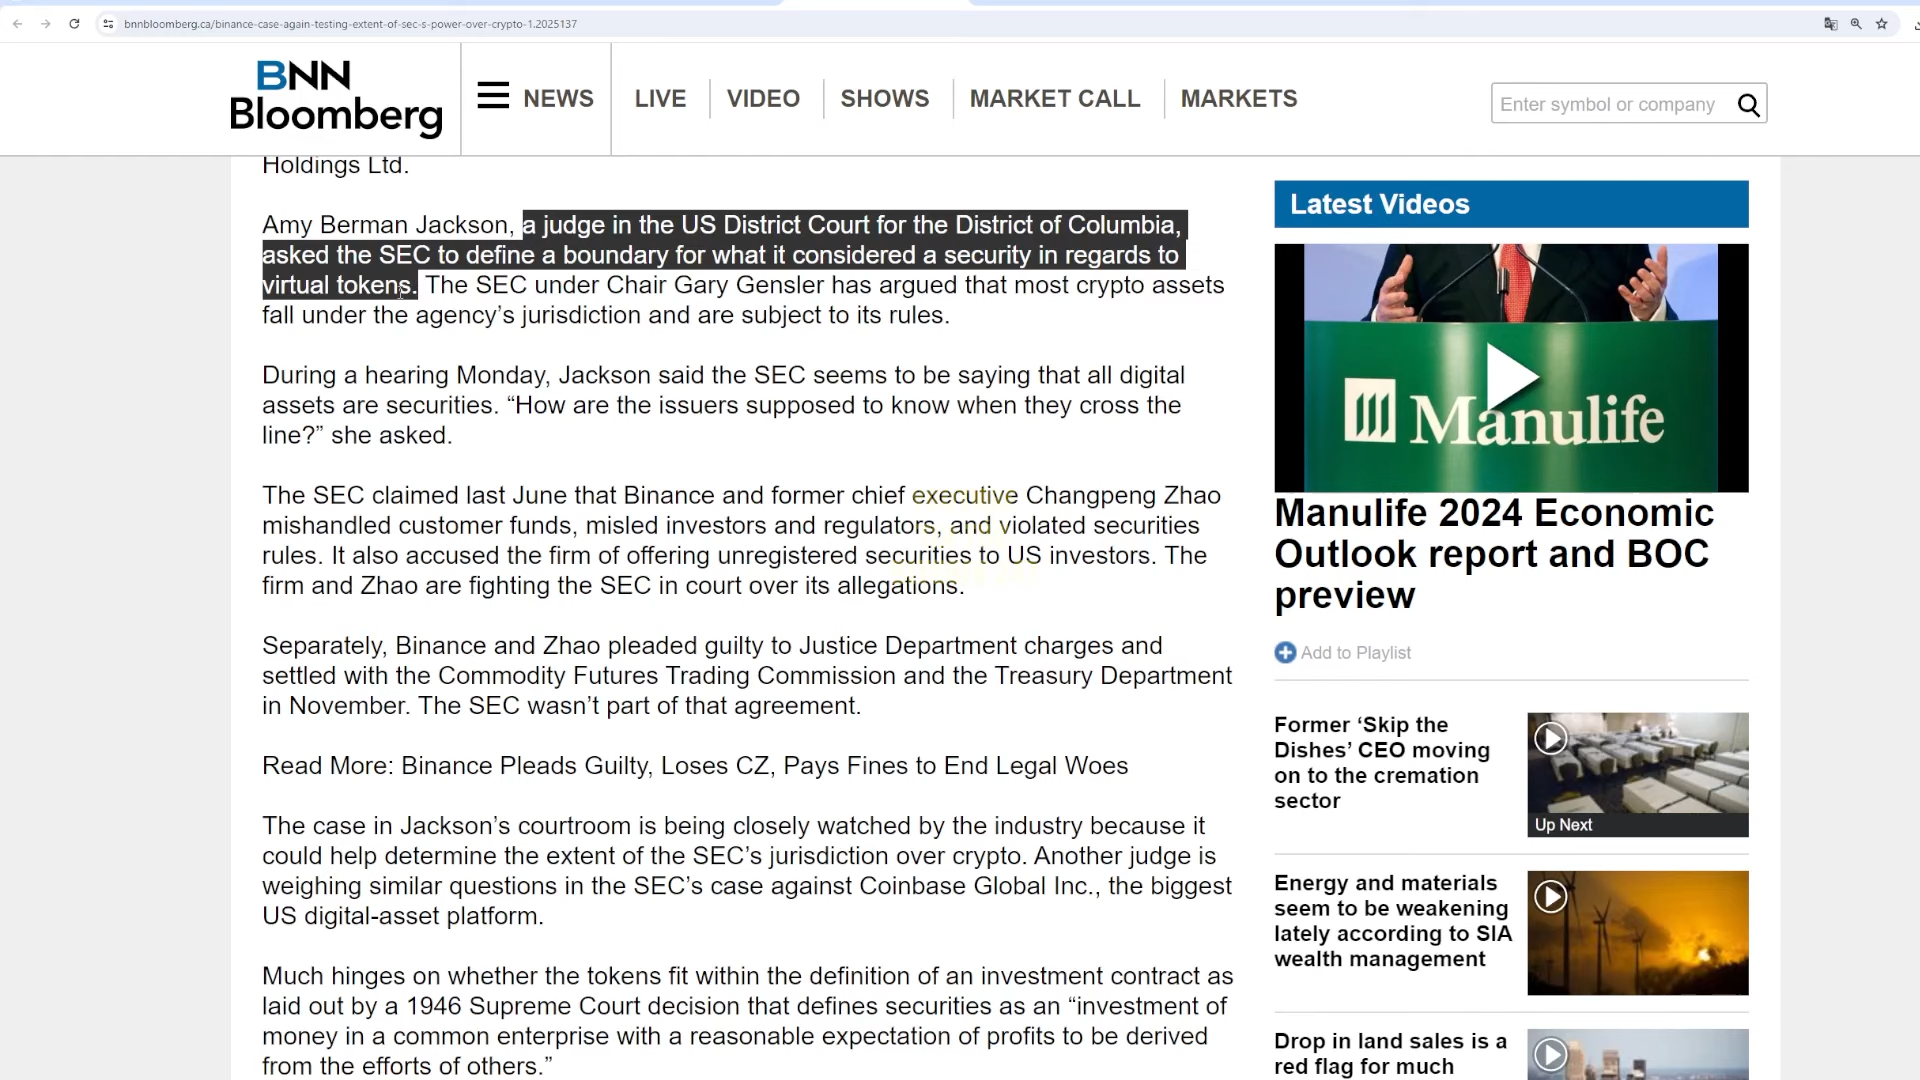 bnnbloomberg.ca/binance-case-again-testing-extent-of-sec-s-power-over-crypto-1.2025137
BNN
Bloomberg
NEWS
LIVE
VIDEO
SHOWS
MARKET CALL
MARKETS
Enter symbol or company
Holdings Ltd.
Amy Berman Jackson, a judge in the US District Court for the District of Columbia,
asked the SEC to define a boundary for what it considered a security in regards to
virtual tokens. The SEC under Chair Gary Gensler has argued that most crypto assets
fall under the agency’s jurisdiction and are subject to its rules.
During a hearing Monday, Jackson said the SEC seems to be saying that all digital
assets are securities. “How are the issuers supposed to know when they cross the
line?” she asked.
The SEC claimed last June that Binance and former chief executive Changpeng Zhao
mishandled customer funds, misled investors and regulators, and violated securities
rules. It also accused the firm of offering unregistered securities to US investors. The
firm and Zhao are fighting the SEC in court over its allegations.
Separately, Binance and Zhao pleaded guilty to Justice Department charges and
settled with the Commodity Futures Trading Commission and the Treasury Department
in November. The SEC wasn’t part of that agreement.
Read More: Binance Pleads Guilty, Loses CZ, Pays Fines to End Legal Woes
The case in Jackson’s courtroom is being closely watched by the industry because it
could help determine the extent of the SEC’s jurisdiction over crypto. Another judge is
weighing similar questions in the SEC’s case against Coinbase Global Inc., the biggest
US digital-asset platform.
Much hinges on whether the tokens fit within the definition of an investment contract as
laid out by a 1946 Supreme Court decision that defines securities as an “investment of
money in a common enterprise with a reasonable expectation of profits to be derived
from the efforts of others.”
Latest Videos
Manulife
Manulife 2024 Economic
Outlook report and BOC
preview
Add to Playlist
Former ‘Skip the
Dishes’ CEO moving
on to the cremation
sector
Up Next
Energy and materials
seem to be weakening
lately according to SIA
wealth management
Drop in land sales is a
red flag for much